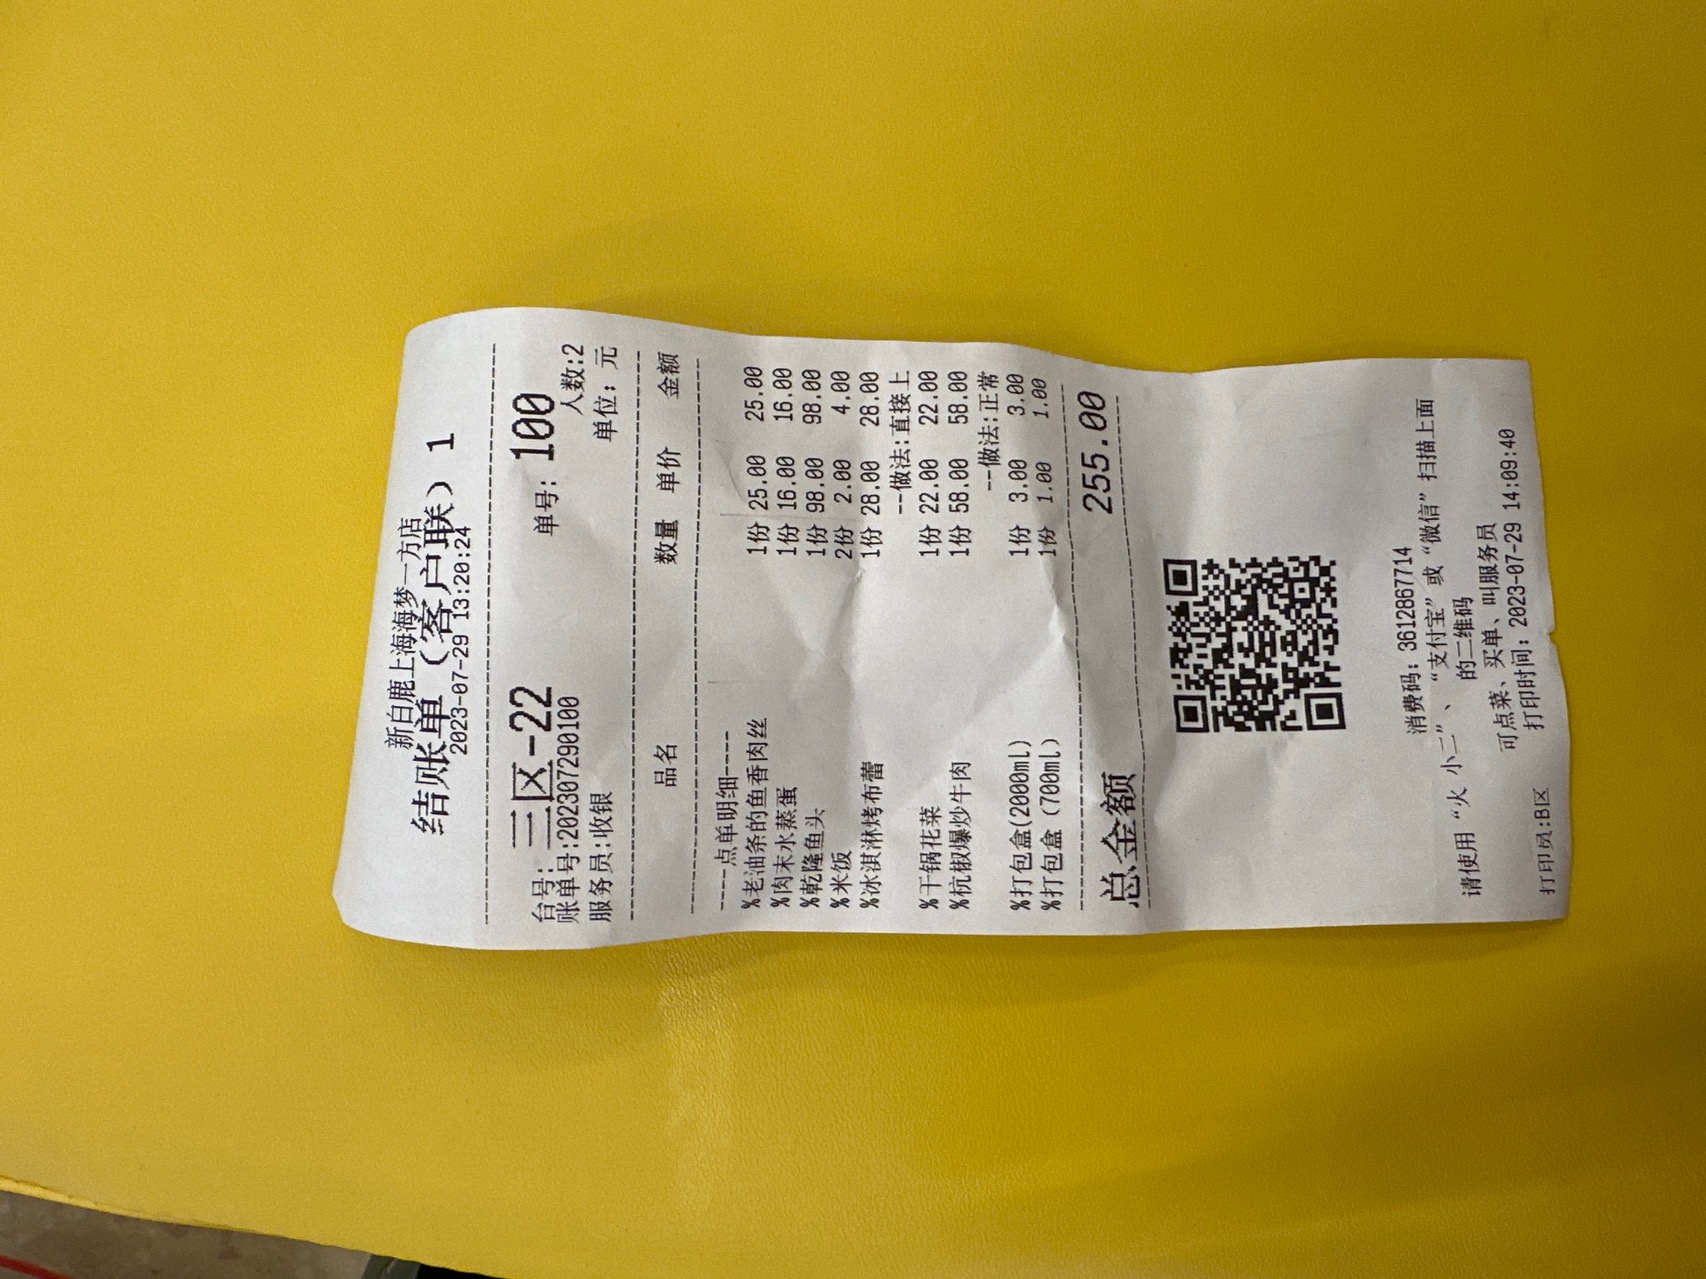 新白鹿上海海梦一方店
结账单(客户联) 1
2023-07-29 13:20:24
台号: 三区-22 单号: 100
账单号:202307290100 人数:2
服务员:收银 单位: 元
品名 数量 单价 金额
----点单明细----
%老油条的鱼香肉丝 1份 25.00 25.00
%肉末水蒸蛋 1份 16.00 16.00
%乾隆鱼头 1份 98.00 98.00
%米饭 2份 2.00 4.00
%冰淇淋烤布蕾 1份 28.00 28.00
--做法:直接上
%干锅花菜 1份 22.00 22.00
%杭椒爆炒牛肉 1份 58.00 58.00
--做法:正常
%打包盒(2000ml) 1份 3.00 3.00
%打包盒 (700ml) 1份 1.00 1.00
总金额 255.00
消费码: 3612867714
请使用 “火小二”、“支付宝” 或 “微信” 扫描上面
的二维码
可点菜、买单、叫服务员
打印员:B区 打印时间: 2023-07-29 14:09:40